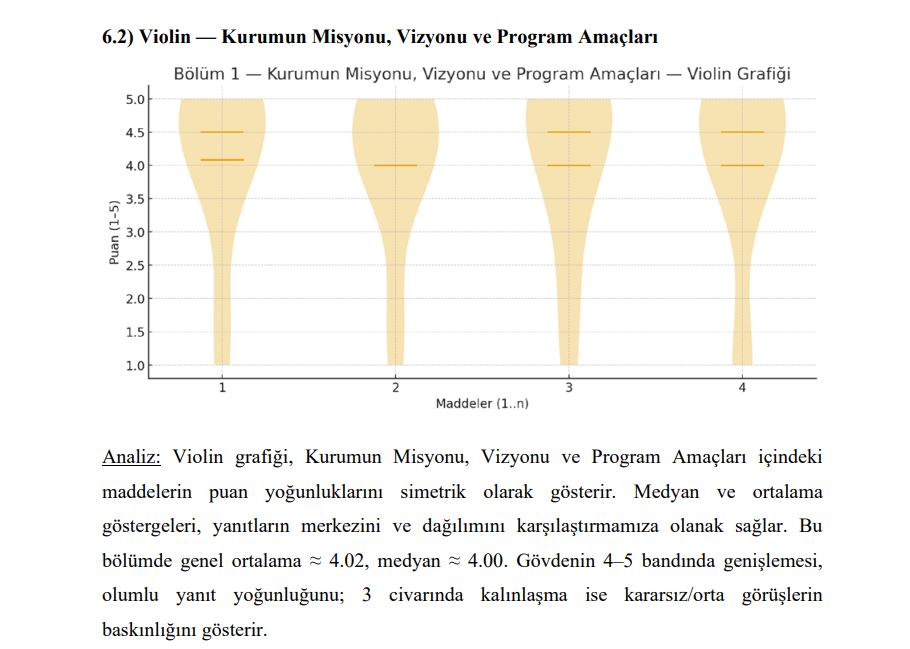 6.2) Violin — Kurumun Misyonu, Vizyonu ve Program Amaçları
Bölüm 1 — Kurumun Misyonu, Vizyonu ve Program Amaçları — Violin Grafiği
Puan (1–5)
5.0
4.5
4.0
3.5
3.0
2.5
2.0
1.5
1.0
1 2 3 4
Maddeler (1..n)
Analiz: Violin grafiği, Kurumun Misyonu, Vizyonu ve Program Amaçları içindeki
maddelerin puan yoğunluklarını simetrik olarak gösterir. Medyan ve ortalama
göstergeleri, yanıtların merkezini ve dağılımını karşılaştırmamıza olanak sağlar. Bu
bölümde genel ortalama ≈ 4.02, medyan ≈ 4.00. Gövdenin 4–5 bandında genişlemesi,
olumlu yanıt yoğunluğunu; 3 civarında kalınlaşma ise kararsız/orta görüşlerin
baskınlığını gösterir.